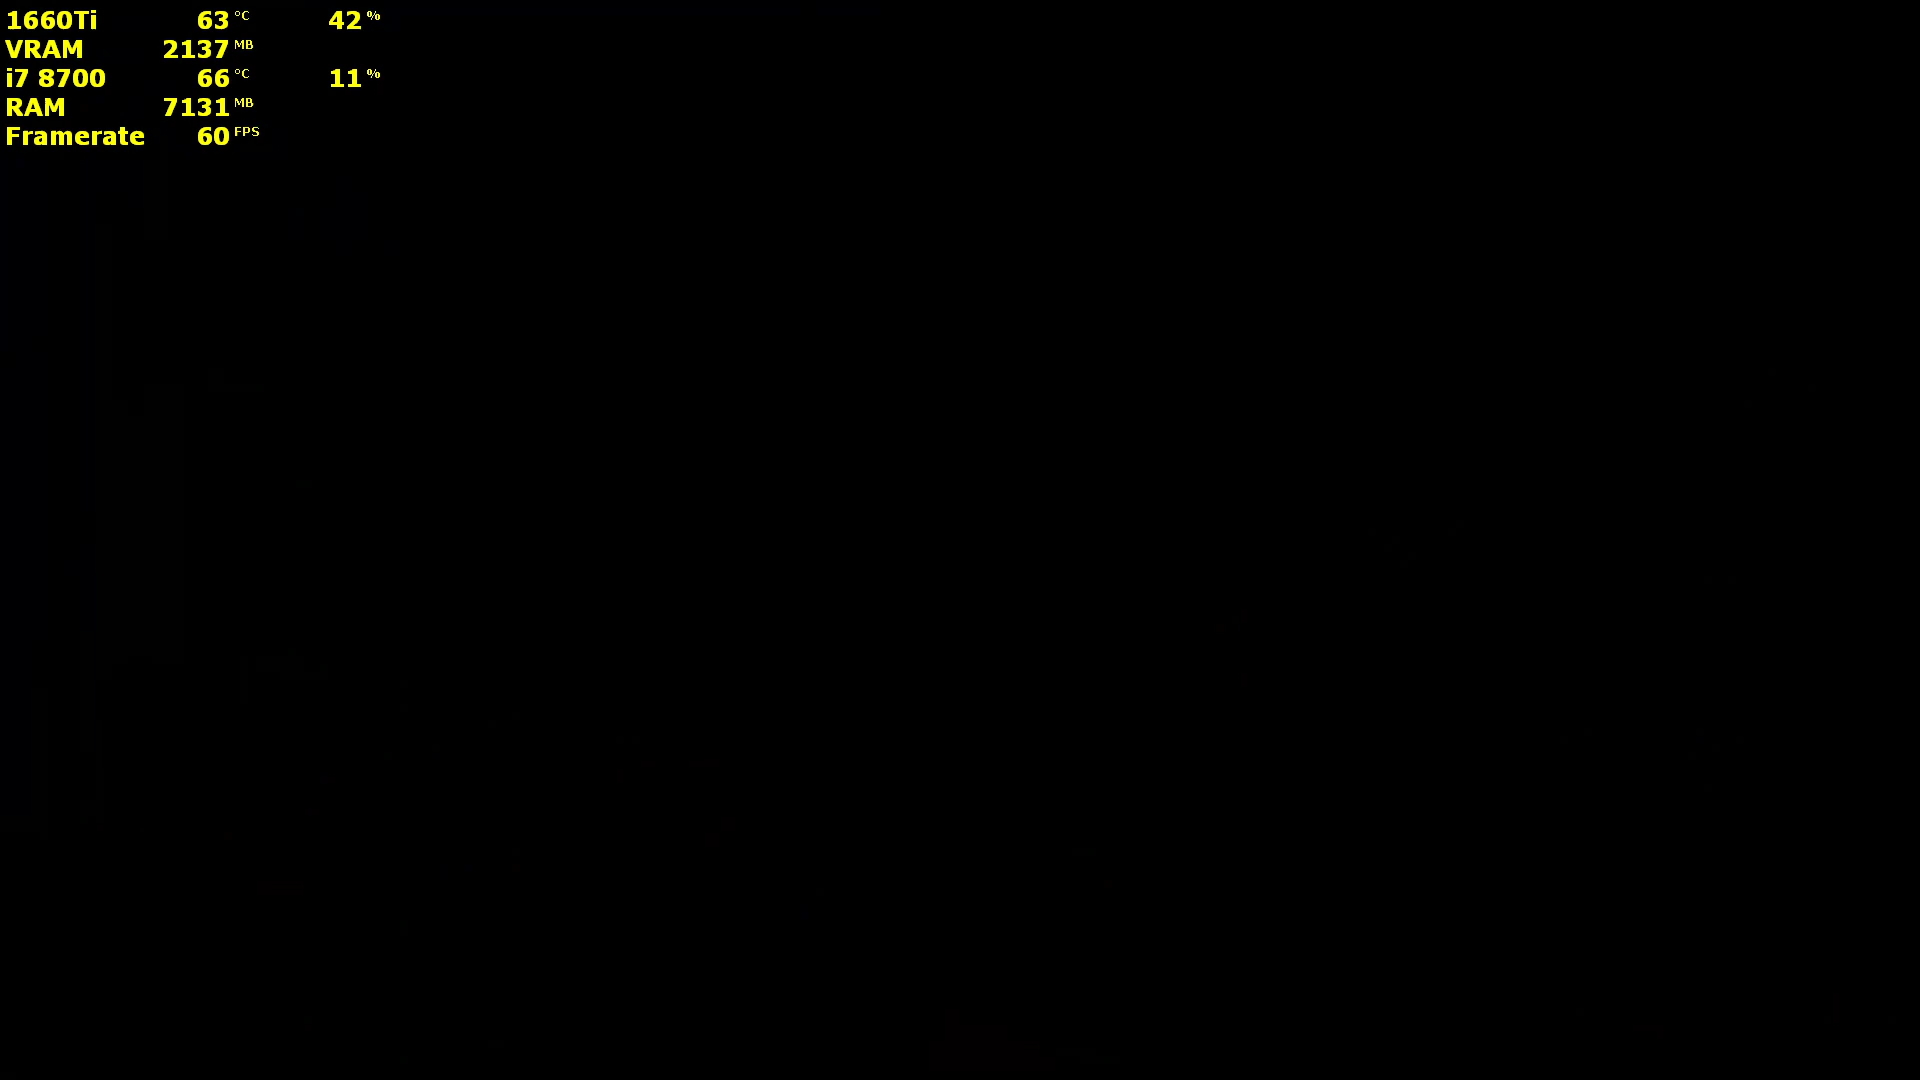 1660Ti 63 °C 42 %
VRAM 2137 MB
i7 8700 66 °C 11 %
RAM 7131 MB
Framerate 60 FPS